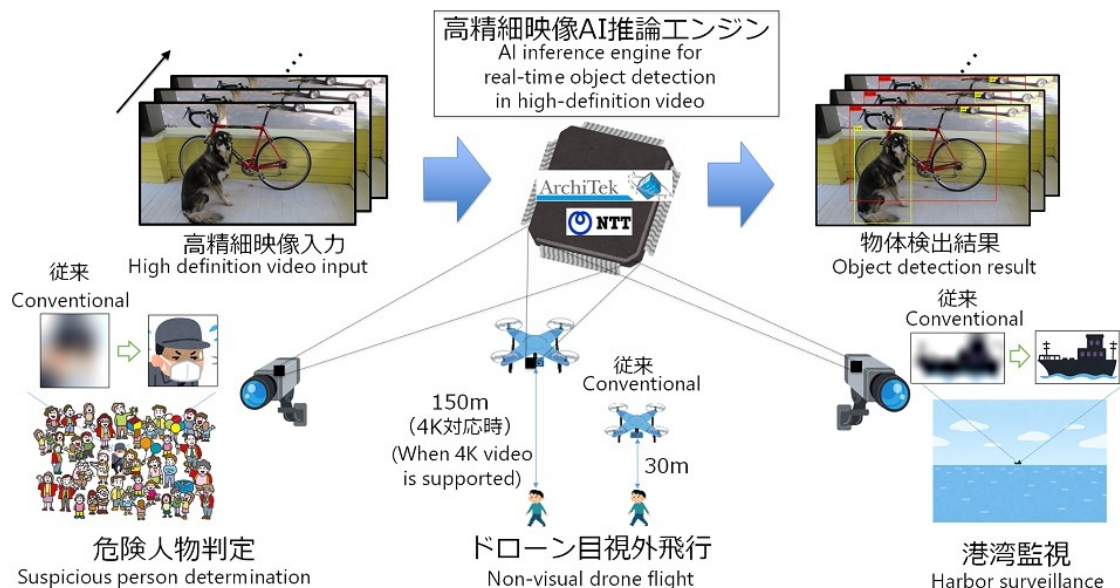 高精細映像AI推論エンジン
AI inference engine for
real-time object detection
in high-definition video
ArchiTek
NTT
高精細映像入力
High definition video input
物体検出結果
Object detection result
従来
Conventional
従来
Conventional
150m
（4K対応時）
(When 4K video
is supported)
30m
従来
Conventional
危険人物判定
Suspicious person determination
ドローン目視外飛行
Non-visual drone flight
港湾監視
Harbor surveillance